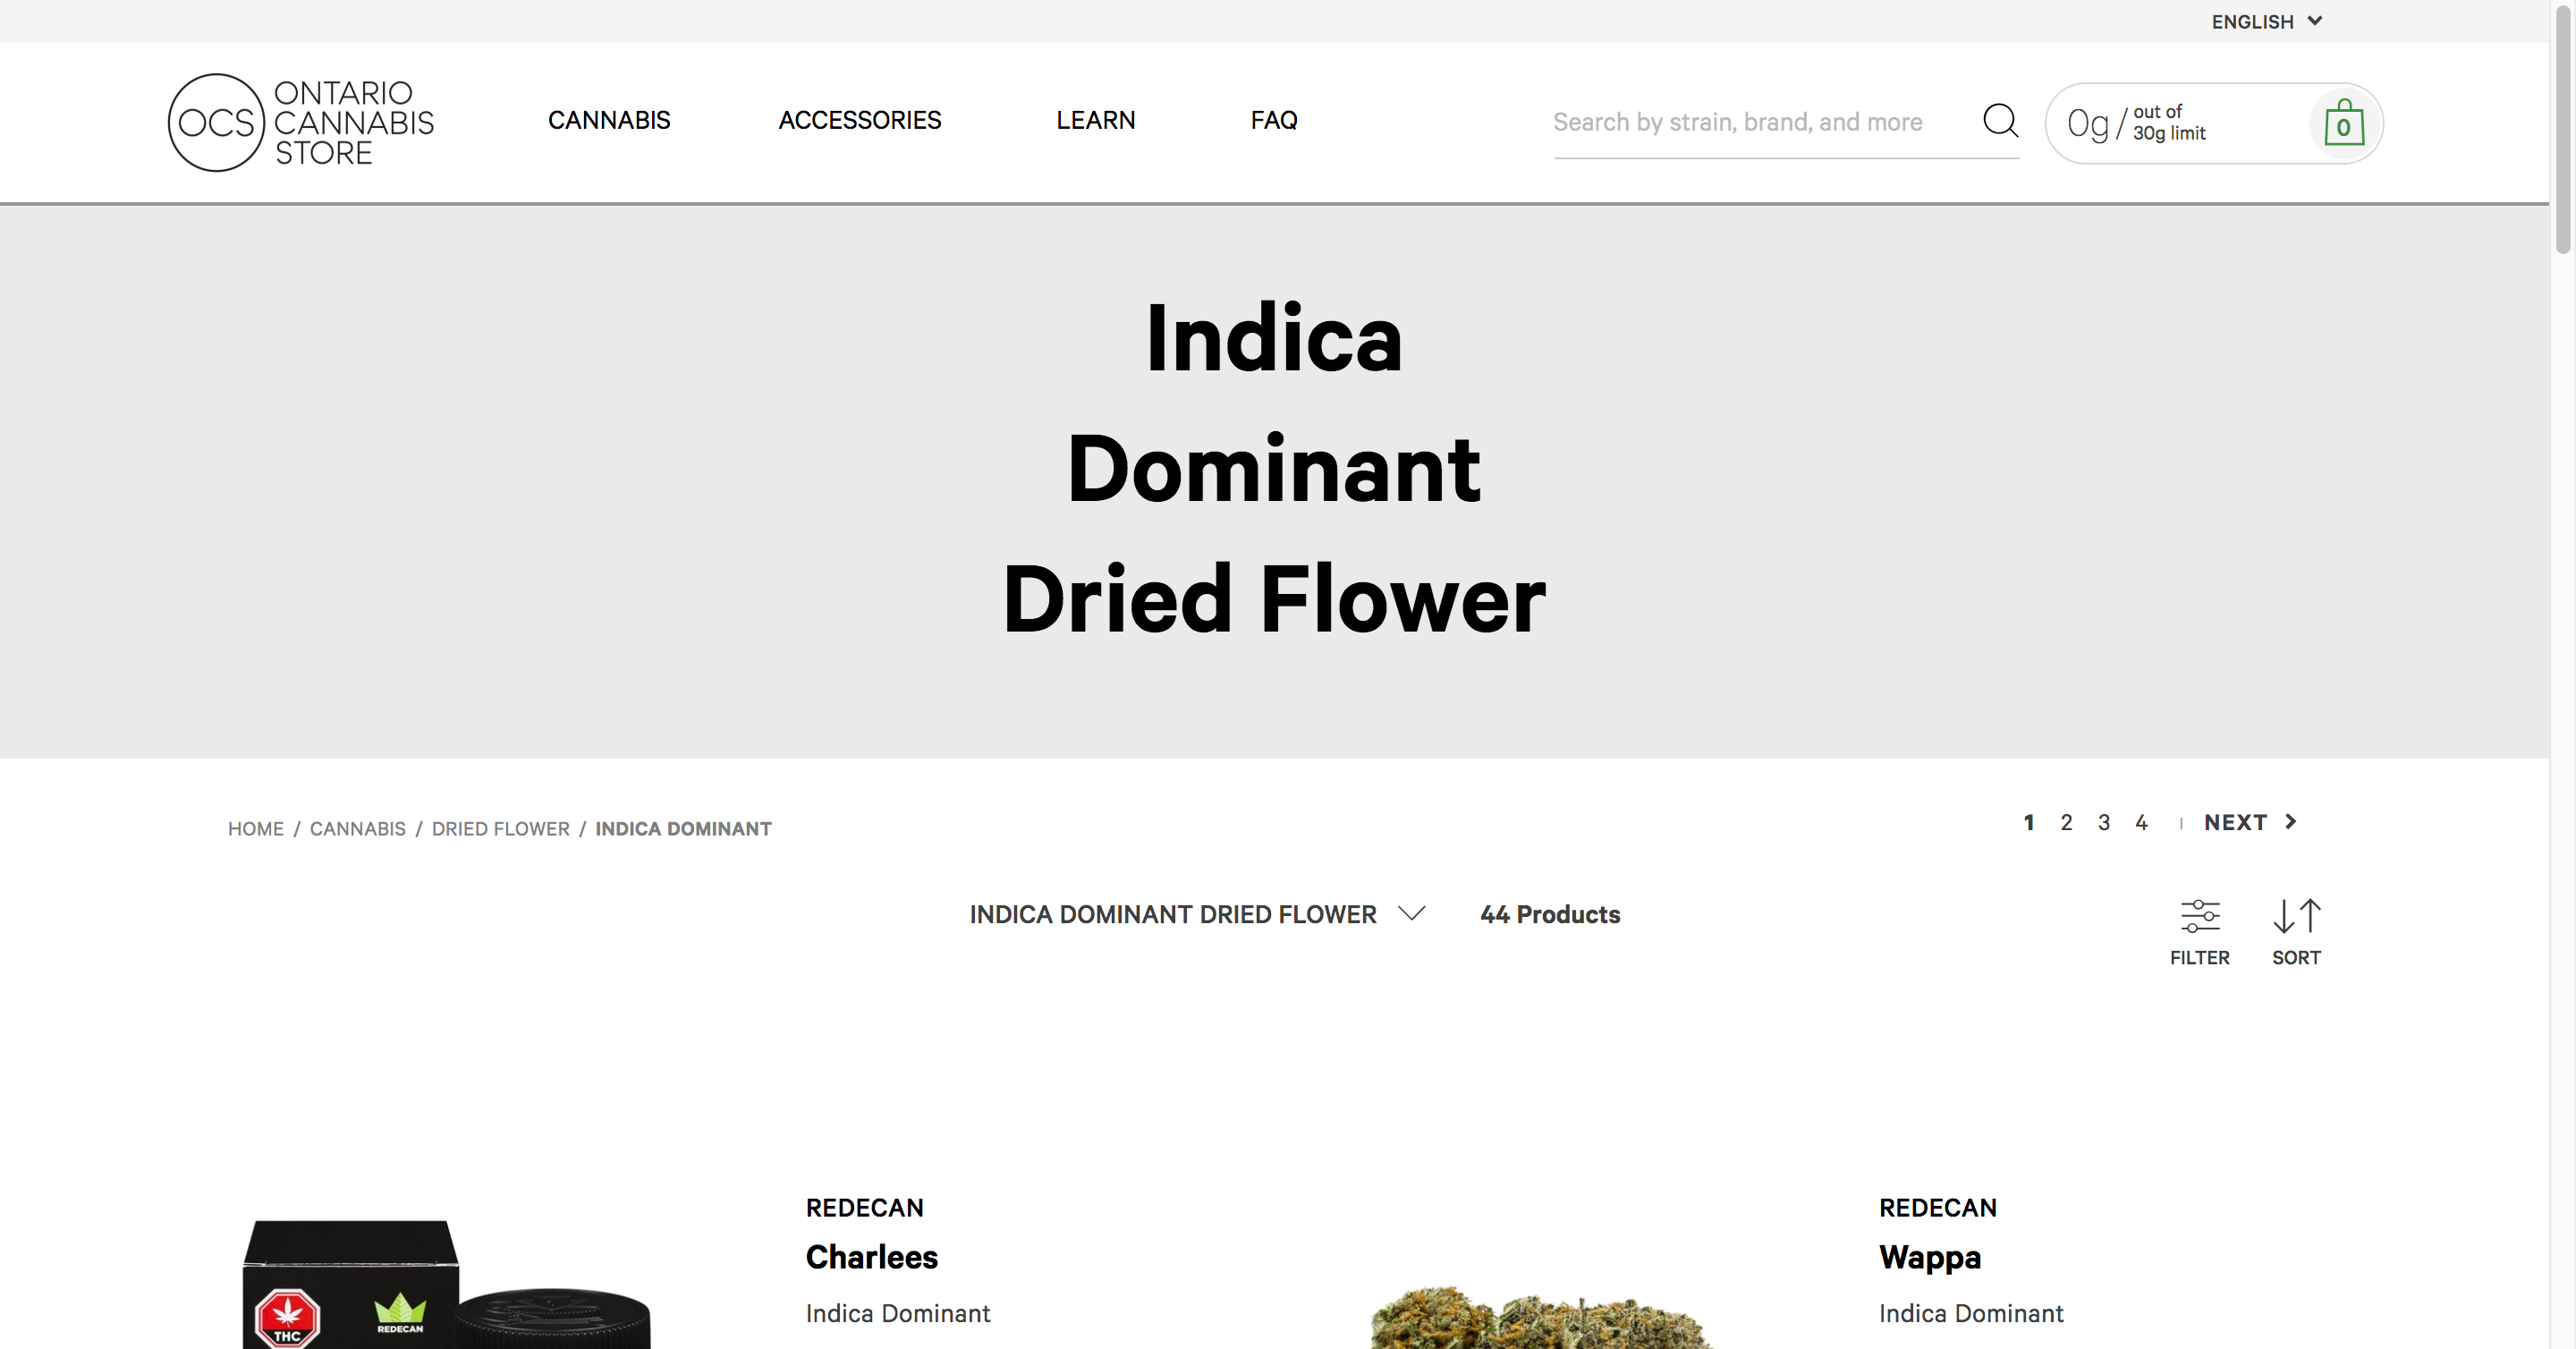 ENGLISH
OCS
ONTARIO
CANNABIS
STORE
CANNABIS
ACCESSORIES
LEARN
FAQ
Search by strain, brand, and more
0g / out of
30g limit
0
Indica
Dominant
Dried Flower
HOME / CANNABIS / DRIED FLOWER / INDICA DOMINANT
1 2 3 4 | NEXT
INDICA DOMINANT DRIED FLOWER
44 Products
FILTER
SORT
THC
REDECAN
REDECAN
Charlees
Indica Dominant
REDECAN
Wappa
Indica Dominant